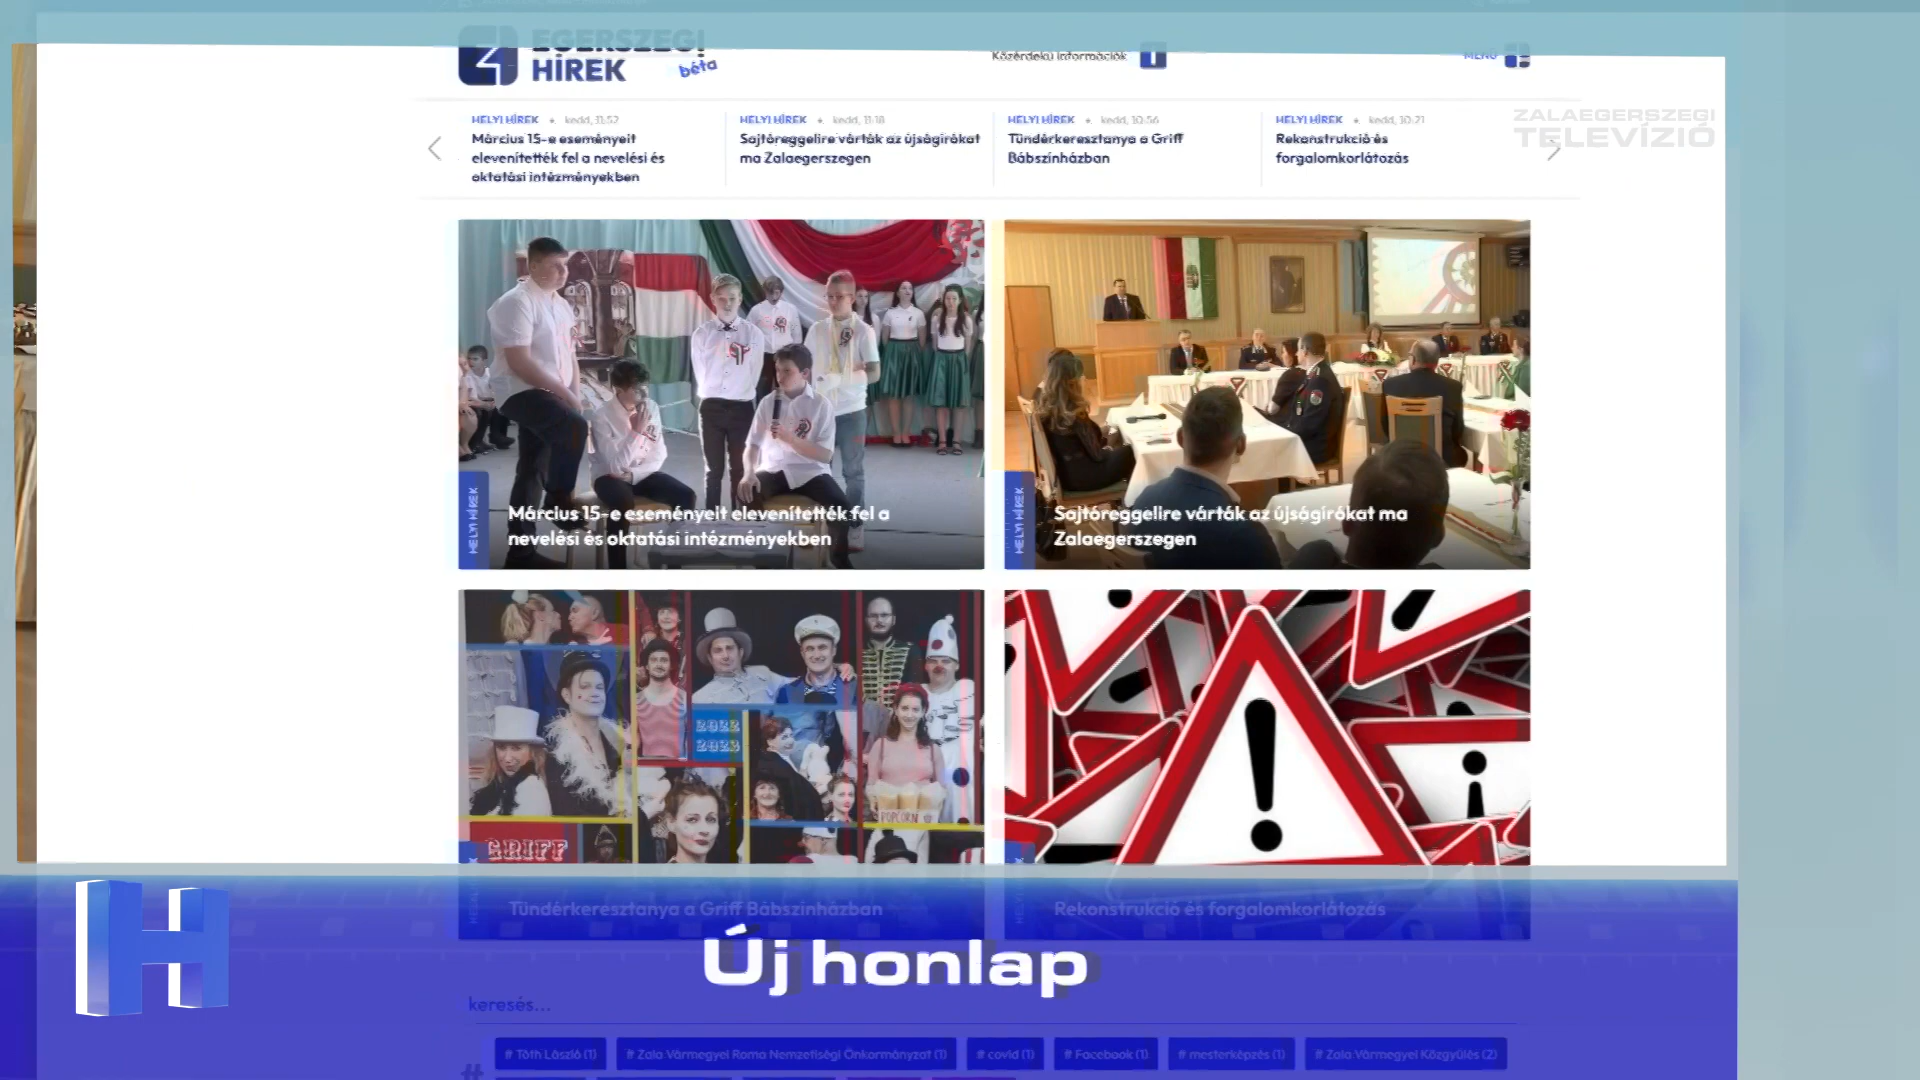 EGERSZEGI
HÍREK
béta
Közérdekű információk
MENÜ
HELYI HÍREK • kedd, 11:52
Március 15-e eseményeit
elevenítették fel a nevelési és
oktatási intézményekben
HELYI HÍREK • kedd, 11:18
Sajtóreggelire várták az újságírókat
ma Zalaegerszegen
HELYI HÍREK • kedd, 10:56
Tündérkeresztanya a Griff
Bábszínházban
HELYI HÍREK • kedd, 10:21
Rekonstrukció és
forgalomkorlátozás
ZALAEGERSZEGI
TELEVÍZIÓ
HELYI HÍREK
Március 15-e eseményeit elevenítették fel a
nevelési és oktatási intézményekben
HELYI HÍREK
Sajtóreggelire várták az újságírókat ma
Zalaegerszegen
2022
2023
POPCORN
GRIFF
Tündérkeresztanya a Griff Bábszínházban
Rekonstrukció és forgalomkorlátozás
H
Új honlap
keresés...
#
# Tóth László (1)
# Zala Vármegyei Roma Nemzetiségi Önkormányzat (1)
# covid (1)
# Facebook (1)
# mesterképzés (1)
# Zala Vármegyei Közgyűlés (2)